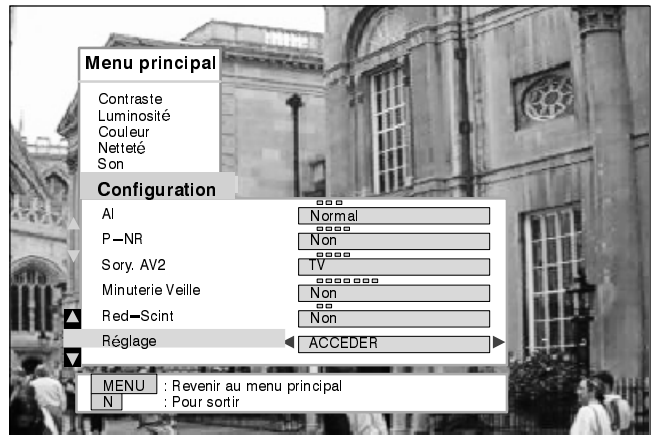 Menu principal
Contraste
Luminosité
Couleur
Netteté
Son
Configuration
AI Normal
P–NR Non
Sory. AV2 TV
Minuterie Veille Non
Red–Scint Non
Réglage ACCEDER
MENU : Revenir au menu principal
N : Pour sortir